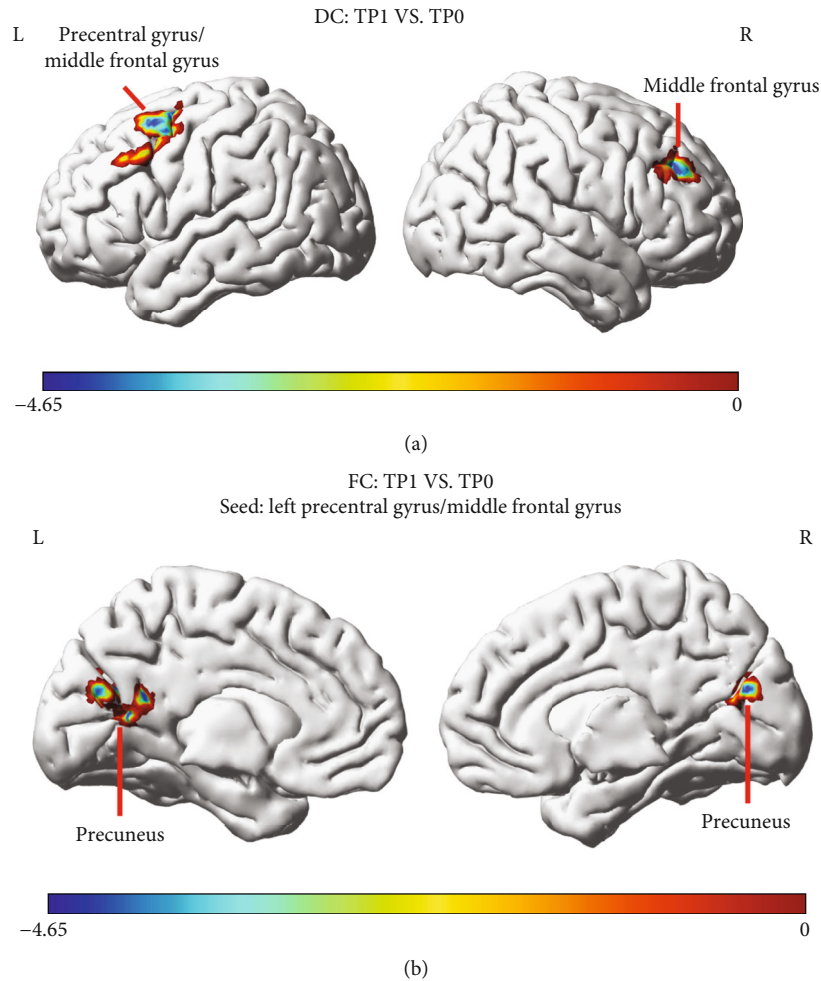 DC: TP1 VS. TP0
L
R
Precentral gyrus/
middle frontal gyrus
Middle frontal gyrus
−4.65
0
(a)
FC: TP1 VS. TP0
Seed: left precentral gyrus/middle frontal gyrus
L
R
Precuneus
Precuneus
−4.65
0
(b)